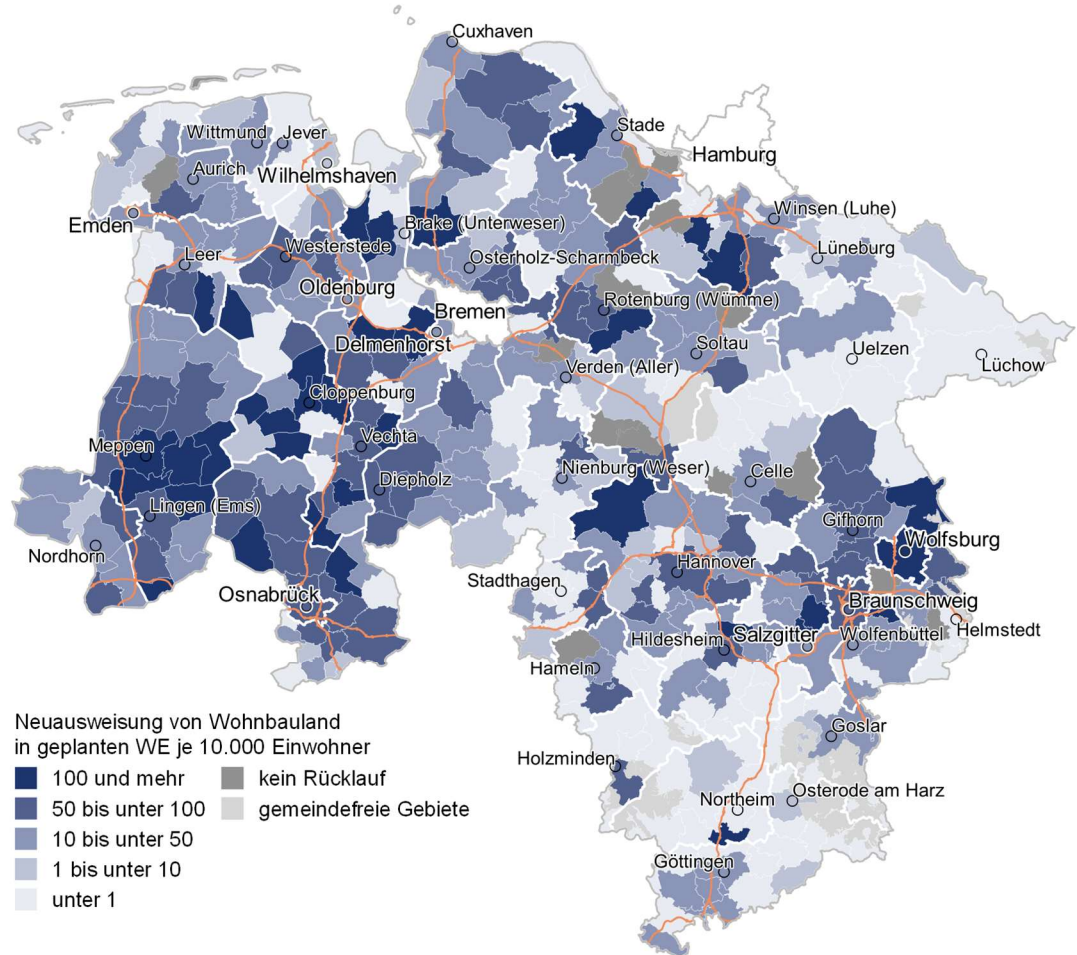 Cuxhaven
Stade
Hamburg
Wittmund
Jever
Aurich
Wilhelmshaven
Emden
Brake (Unterweser)
Winsen (Luhe)
Leer
Westerstede
Osterholz-Scharmbeck
Lüneburg
Oldenburg
Bremen
Rotenburg (Wümme)
Delmenhorst
Soltau
Uelzen
Lüchow
Verden (Aller)
Cloppenburg
Meppen
Vechta
Nienburg (Weser)
Celle
Diepholz
Lingen (Ems)
Gifhorn
Wolfsburg
Nordhorn
Hannover
Stadthagen
Osnabrück
Braunschweig
Helmstedt
Hildesheim
Salzgitter
Wolfenbüttel
Hameln
Goslar
Holzminden
Northeim
Osterode am Harz
Göttingen
Neuausweisung von Wohnbauland
in geplanten WE je 10.000 Einwohner
100 und mehr
kein Rücklauf
50 bis unter 100
gemeindefreie Gebiete
10 bis unter 50
1 bis unter 10
unter 1